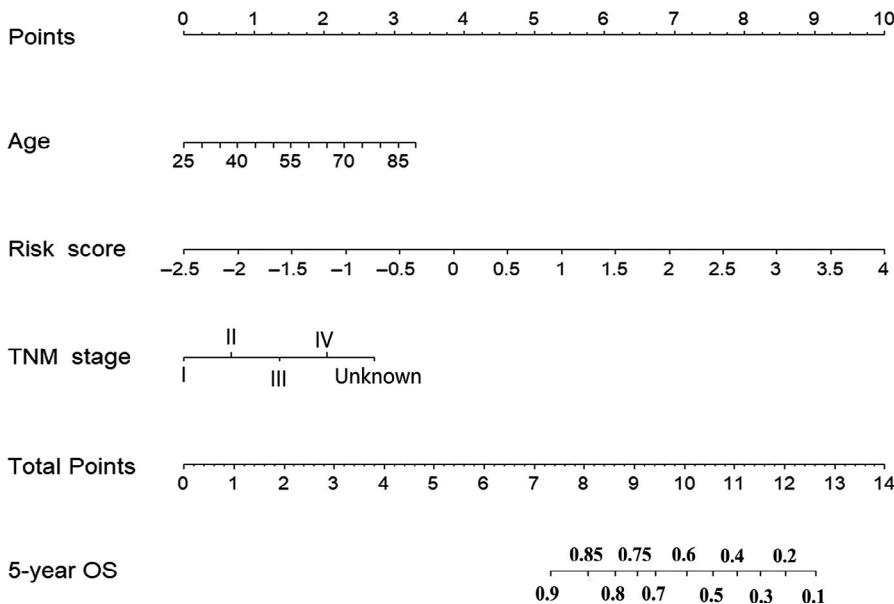 Points
0 1 2 3 4 5 6 7 8 9 10
Age
25 40 55 70 85
Risk score
−2.5 −2 −1.5 −1 −0.5 0 0.5 1 1.5 2 2.5 3 3.5 4
TNM stage
II IV
I III Unknown
Total Points
0 1 2 3 4 5 6 7 8 9 10 11 12 13 14
5-year OS
0.85 0.75 0.6 0.4 0.2
0.9 0.8 0.7 0.5 0.3 0.1